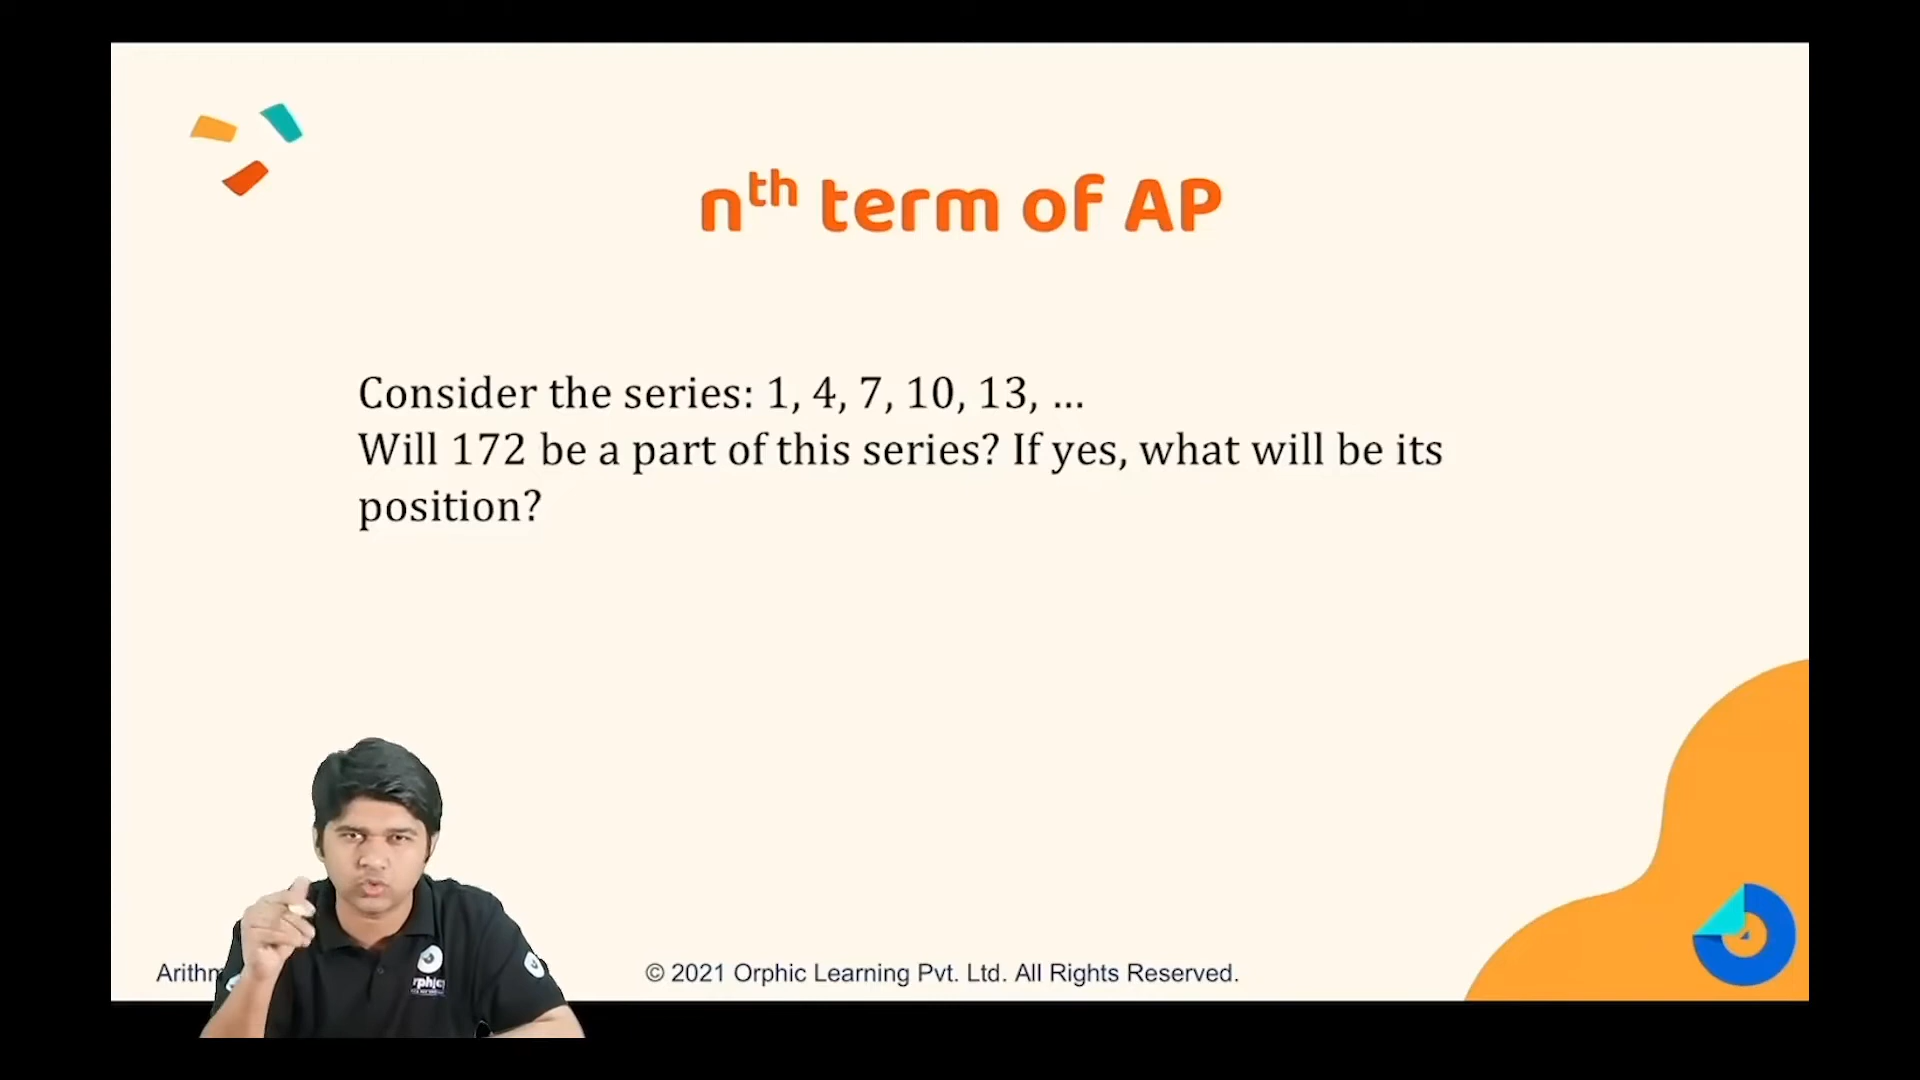 nth term of AP
Consider the series: 1, 4, 7, 10, 13, ...
Will 172 be a part of this series? If yes, what will be its
position?
© 2021 Orphic Learning Pvt. Ltd. All Rights Reserved.